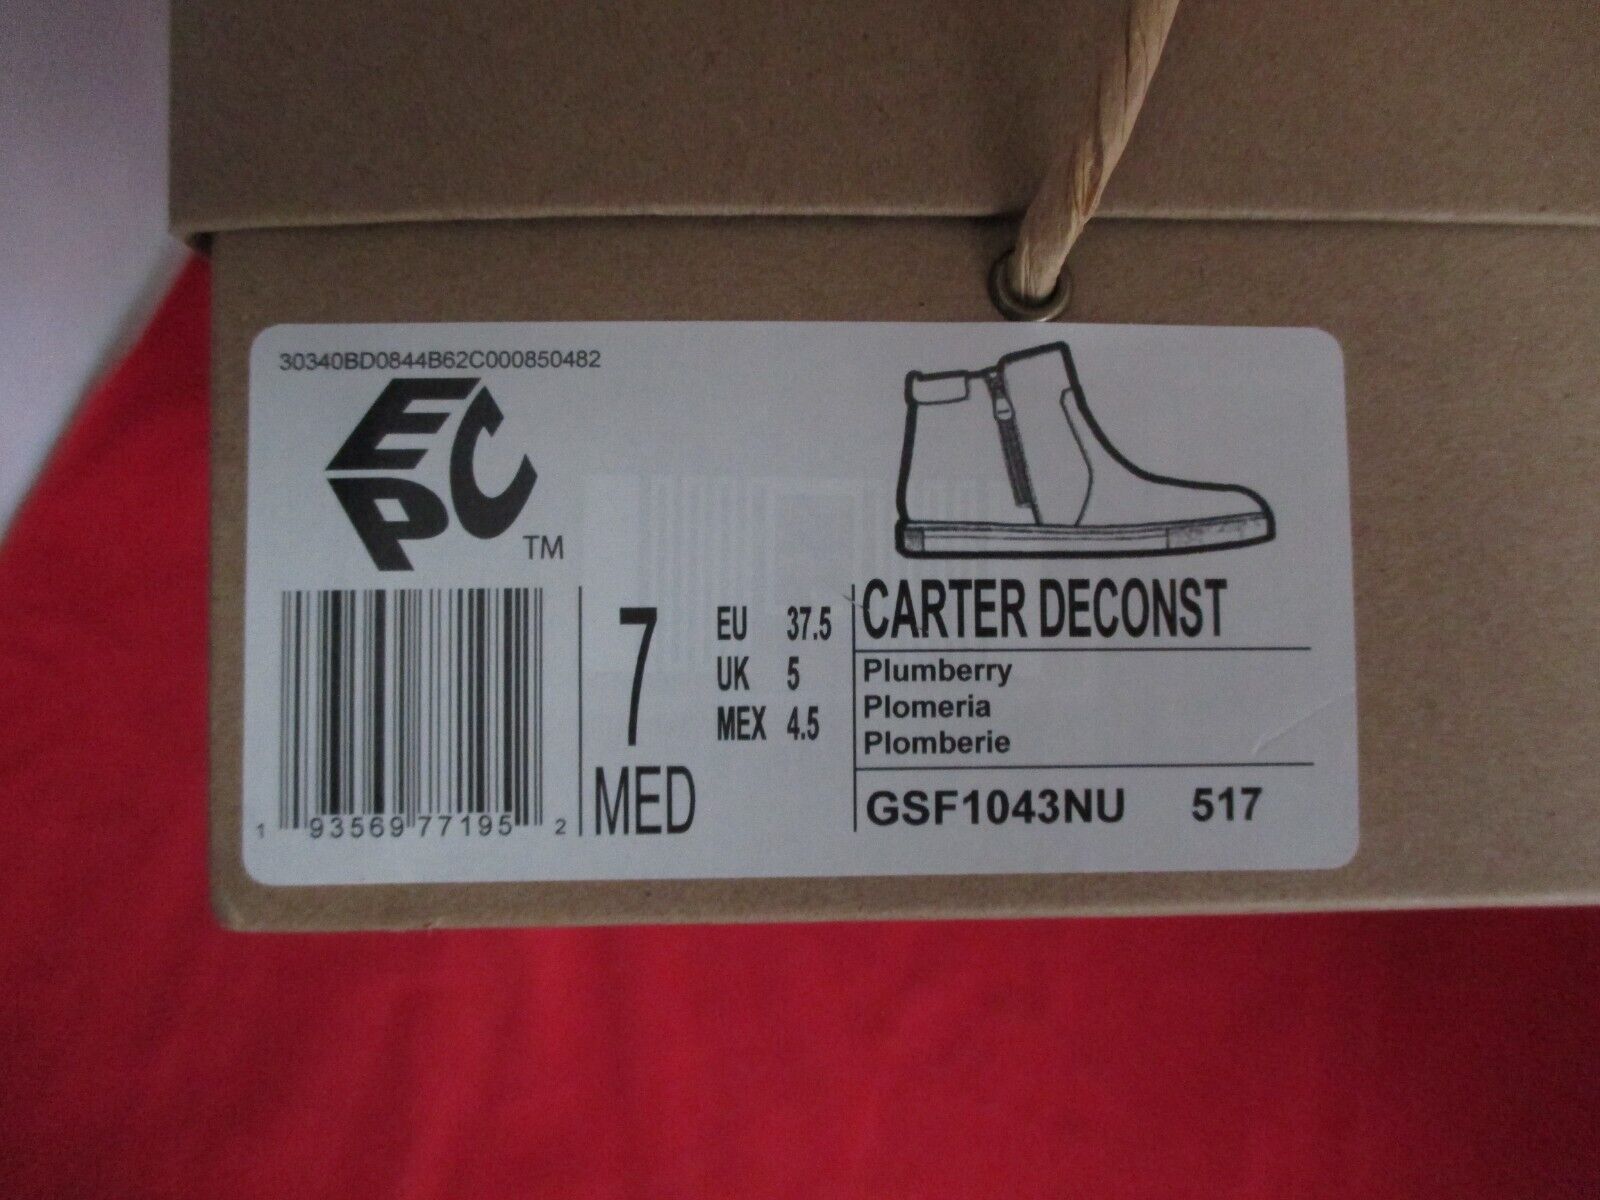 30340BD0844B62C000850482
EPC
TM
1 93569 77195 2
7
MED
EU 37.5
UK 5
MEX 4.5
CARTER DECONST
Plumberry
Plomeria
Plomberie
GSF1043NU 517